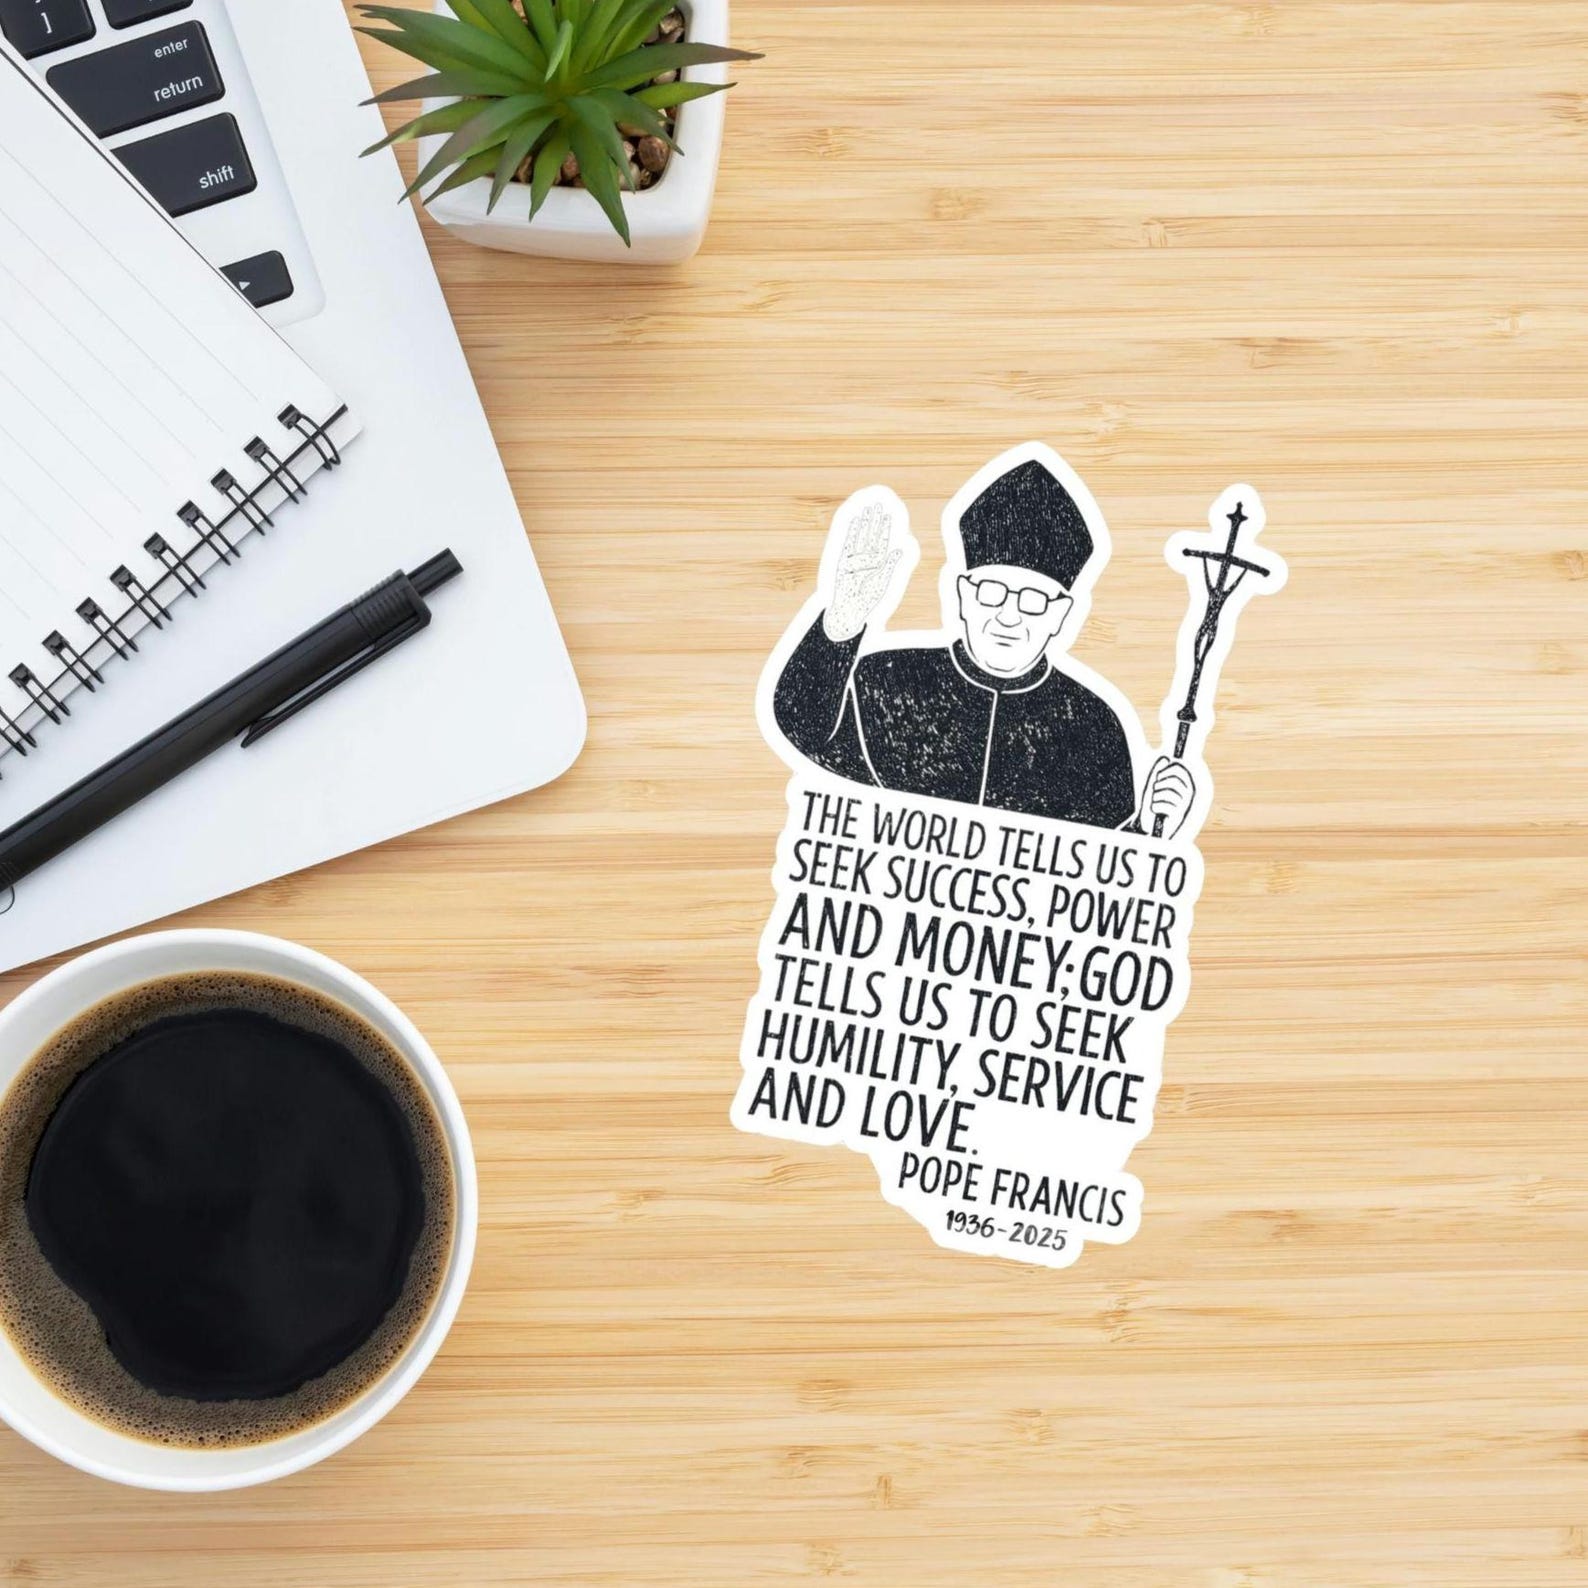 ]
enter
return
shift
THE WORLD TELLS US TO
SEEK SUCCESS, POWER
AND MONEY; GOD
TELLS US TO SEEK
HUMILITY, SERVICE
AND LOVE.
POPE FRANCIS
1936-2025